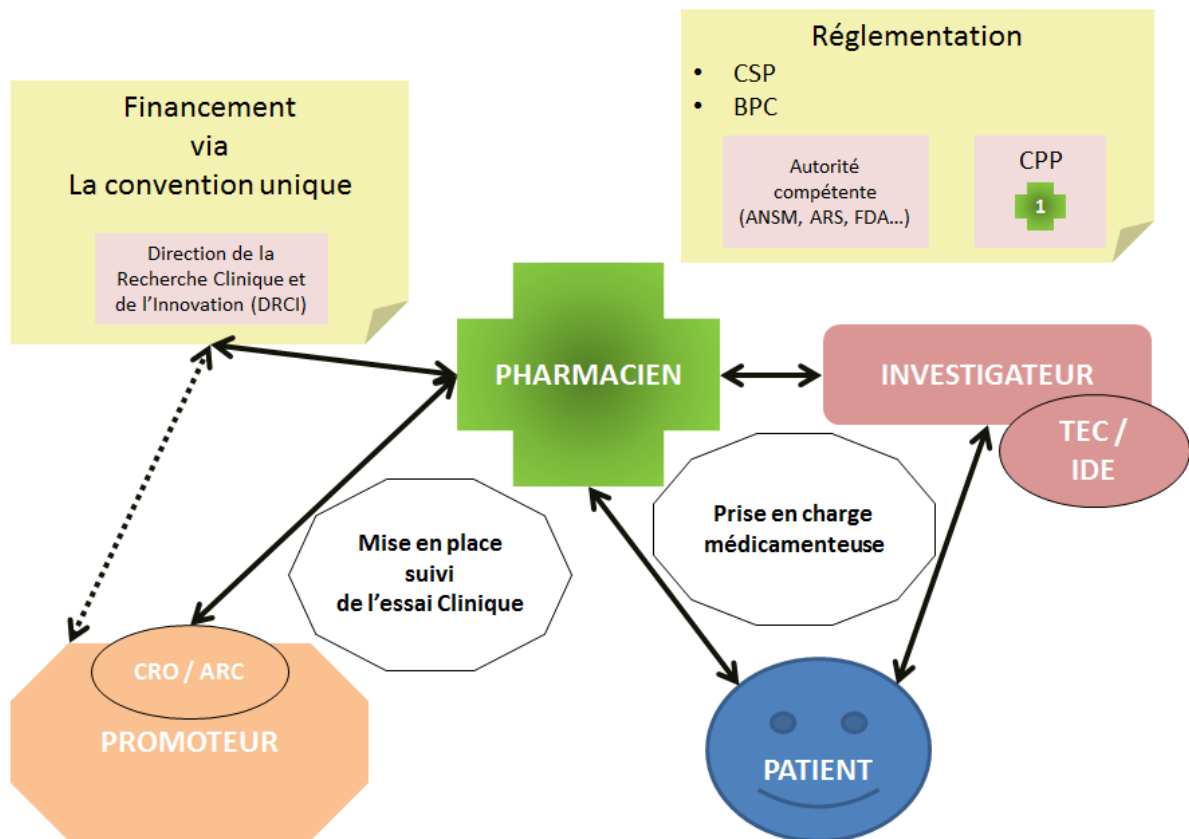 Réglementation
• CSP
• BPC
Autorité
compétente
(ANSM, ARS, FDA...)
CPP
1
Financement
via
La convention unique
Direction de la
Recherche Clinique et
de l'Innovation (DRCI)
PHARMACIEN
INVESTIGATEUR
TEC /
IDE
Prise en charge
médicamenteuse
Mise en place
suivi
de l'essai Clinique
CRO / ARC
PROMOTEUR
PATIENT